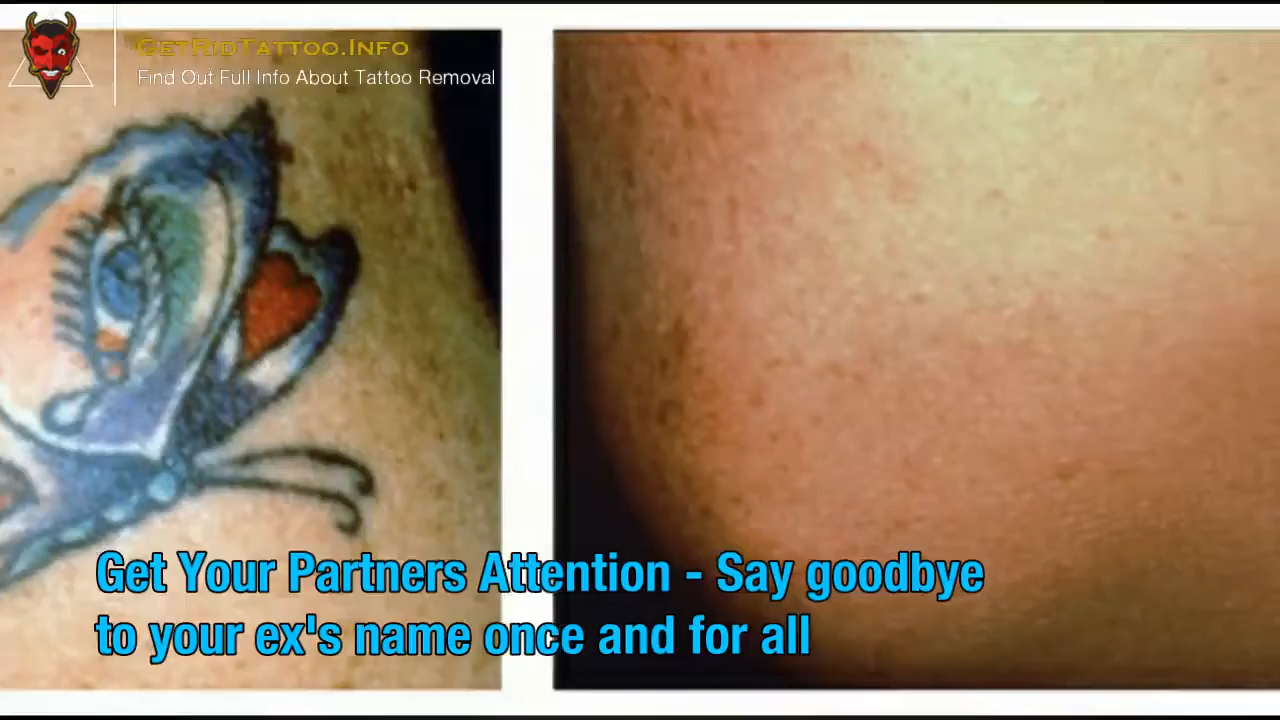 GetRidTattoo.Info
Find Out Full Info About Tattoo Removal
Get Your Partners Attention - Say goodbye
to your ex's name once and for all